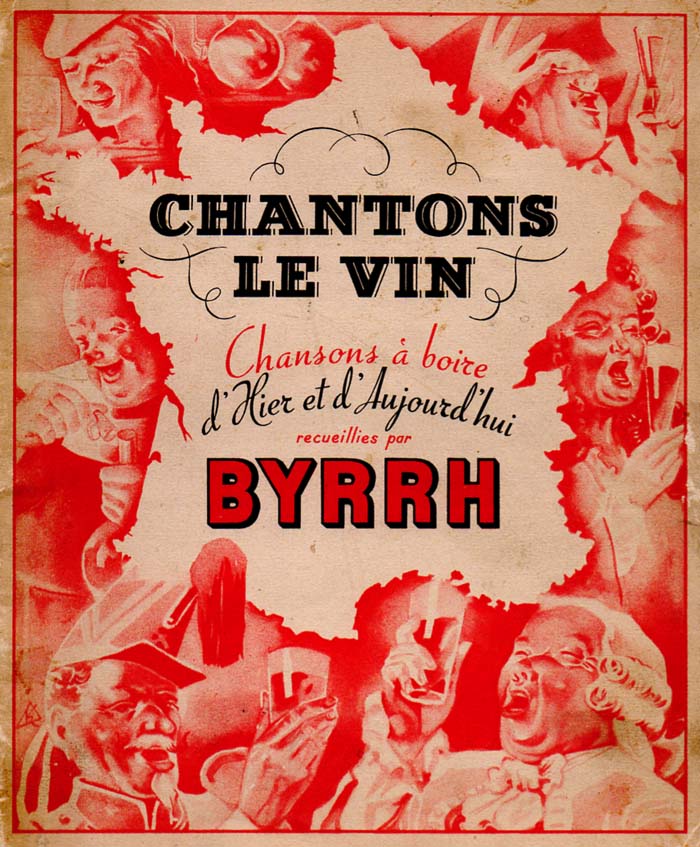 CHANTONS
LE VIN
Chansons à boire
d'Hier et d'Aujourd'hui
recueillies par
BYRRH